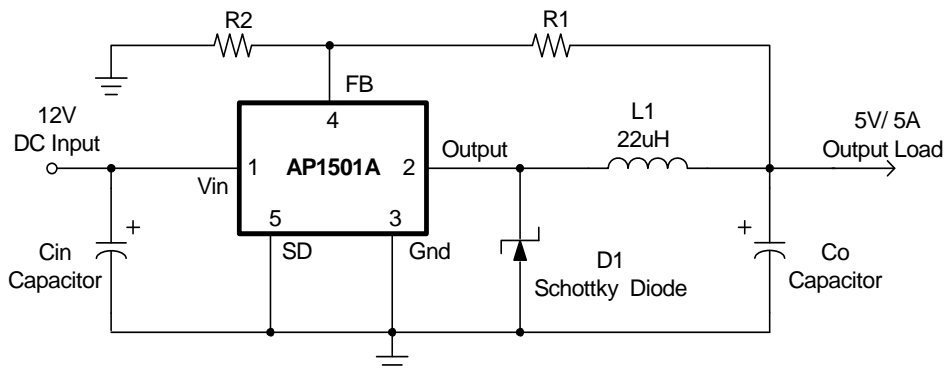 R2
R1
FB
4
12V
DC Input
L1
22uH
5V/ 5A
Output Load
1
AP1501A
2
Output
Vin
5
3
SD
Gnd
+
Cin
Capacitor
D1
Schottky Diode
+
Co
Capacitor